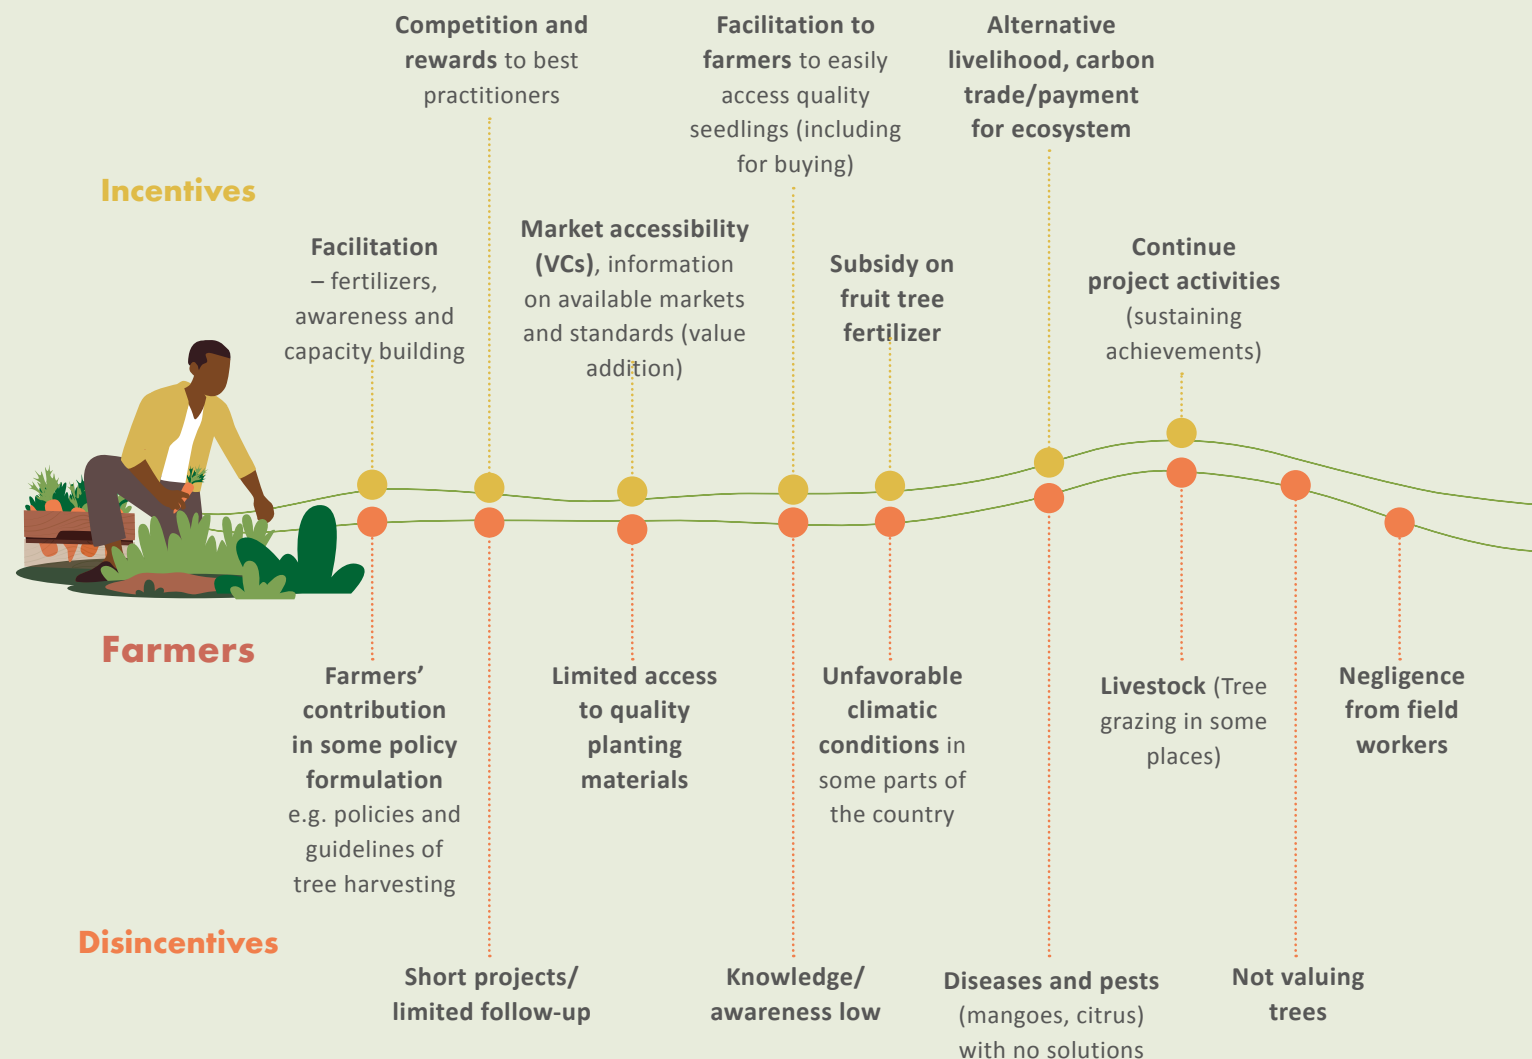 Competition and
rewards to best
practitioners
Facilitation to
farmers to easily
access quality
seedlings (including
for buying)
Alternative
livelihood, carbon
trade/payment
for ecosystem
Incentives
Facilitation
– fertilizers,
awareness and
capacity building
Market accessibility
(VCs), information
on available markets
and standards (value
addition)
Subsidy on
fruit tree
fertilizer
Continue
project activities
(sustaining
achievements)
Farmers
Farmers’
contribution
in some policy
formulation
e.g. policies and
guidelines of
tree harvesting
Limited access
to quality
planting
materials
Unfavorable
climatic
conditions in
some parts of
the country
Livestock (Tree
grazing in some
places)
Negligence
from field
workers
Disincentives
Short projects/
limited follow-up
Knowledge/
awareness low
Diseases and pests
(mangoes, citrus)
with no solutions
Not valuing
trees